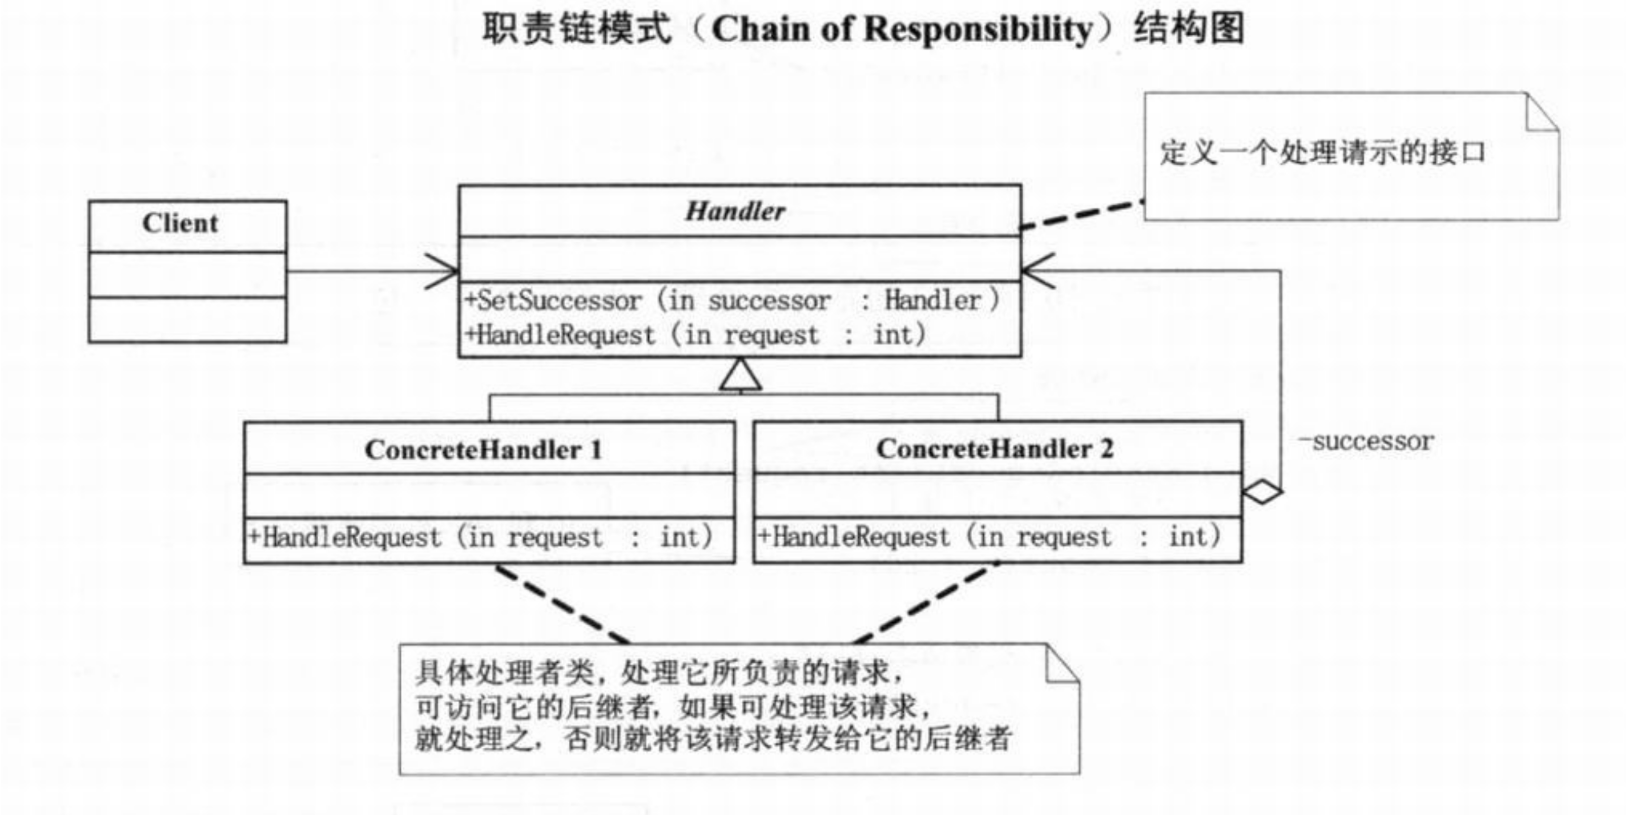 职责链模式（Chain of Responsibility）结构图
定义一个处理请示的接口
Client
Handler
+SetSuccessor (in successor : Handler)
+HandleRequest (in request : int)
ConcreteHandler 1
+HandleRequest (in request : int)
ConcreteHandler 2
+HandleRequest (in request : int)
-successor
具体处理者类，处理它所负责的请求，
可访问它的后继者，如果可处理该请求，
就处理之，否则就将该请求转发给它的后继者